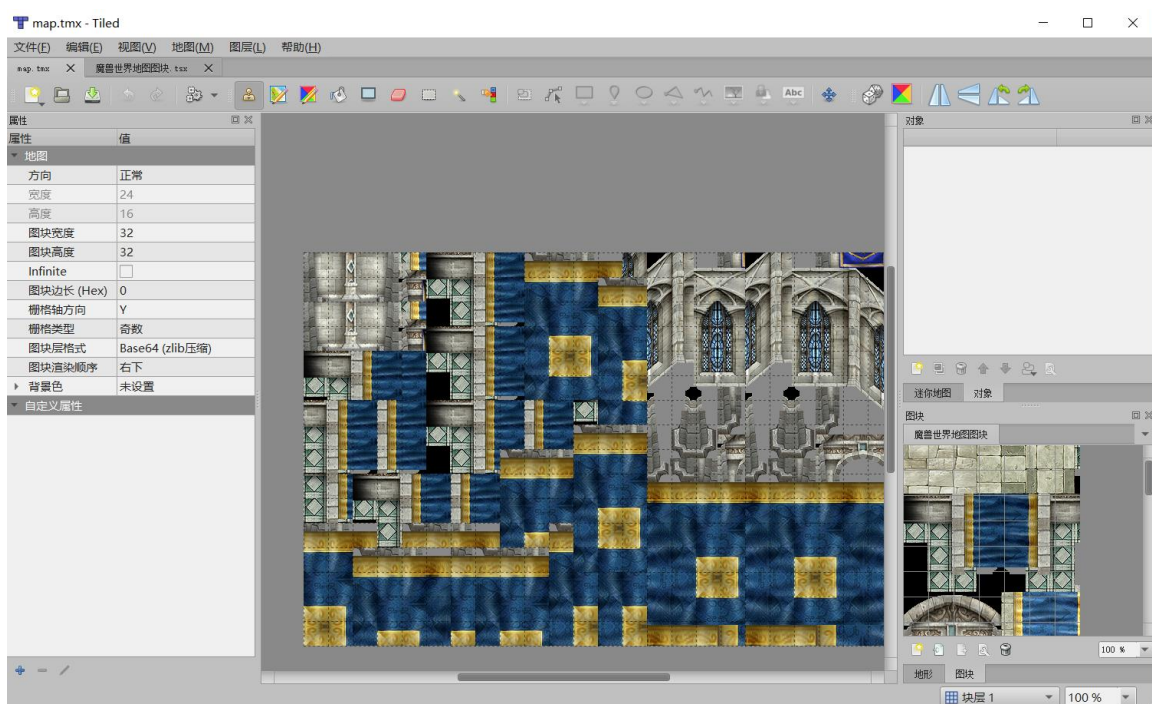 map.tmx - Tiled
文件(F) 编辑(E) 视图(V) 地图(M) 图层(L) 帮助(H)
map.tmx 魔兽世界地图图块.tsx
Abc
属性
属性 值
地图
方向 正常
宽度 24
高度 16
图块宽度 32
图块高度 32
Infinite
图块边长 (Hex) 0
栅格轴方向 Y
栅格类型 奇数
图块层格式 Base64 (zlib压缩)
图块渲染顺序 右下
背景色 未设置
自定义属性
对象
迷你地图 对象
图块
魔兽世界地图图块
100 %
地形 图块
块层 1 100 %